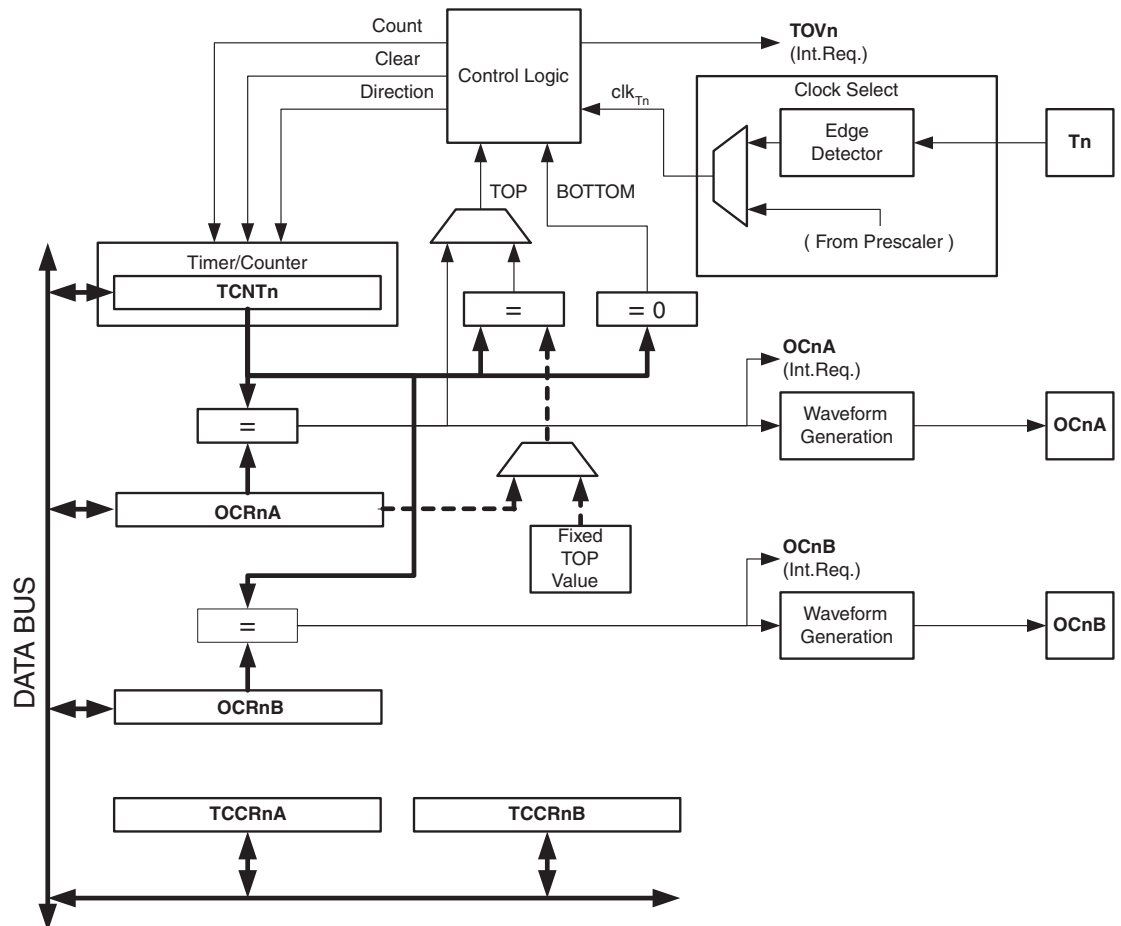 Count
Clear
Direction
Control Logic
TOVn
(Int.Req.)
clkTn
Clock Select
Edge
Detector
Tn
( From Prescaler )
TOP
BOTTOM
Timer/Counter
TCNTn
=
= 0
OCnA
(Int.Req.)
=
Waveform
Generation
OCnA
OCRnA
Fixed
TOP
Value
OCnB
(Int.Req.)
=
Waveform
Generation
OCnB
OCRnB
DATA BUS
TCCRnA
TCCRnB